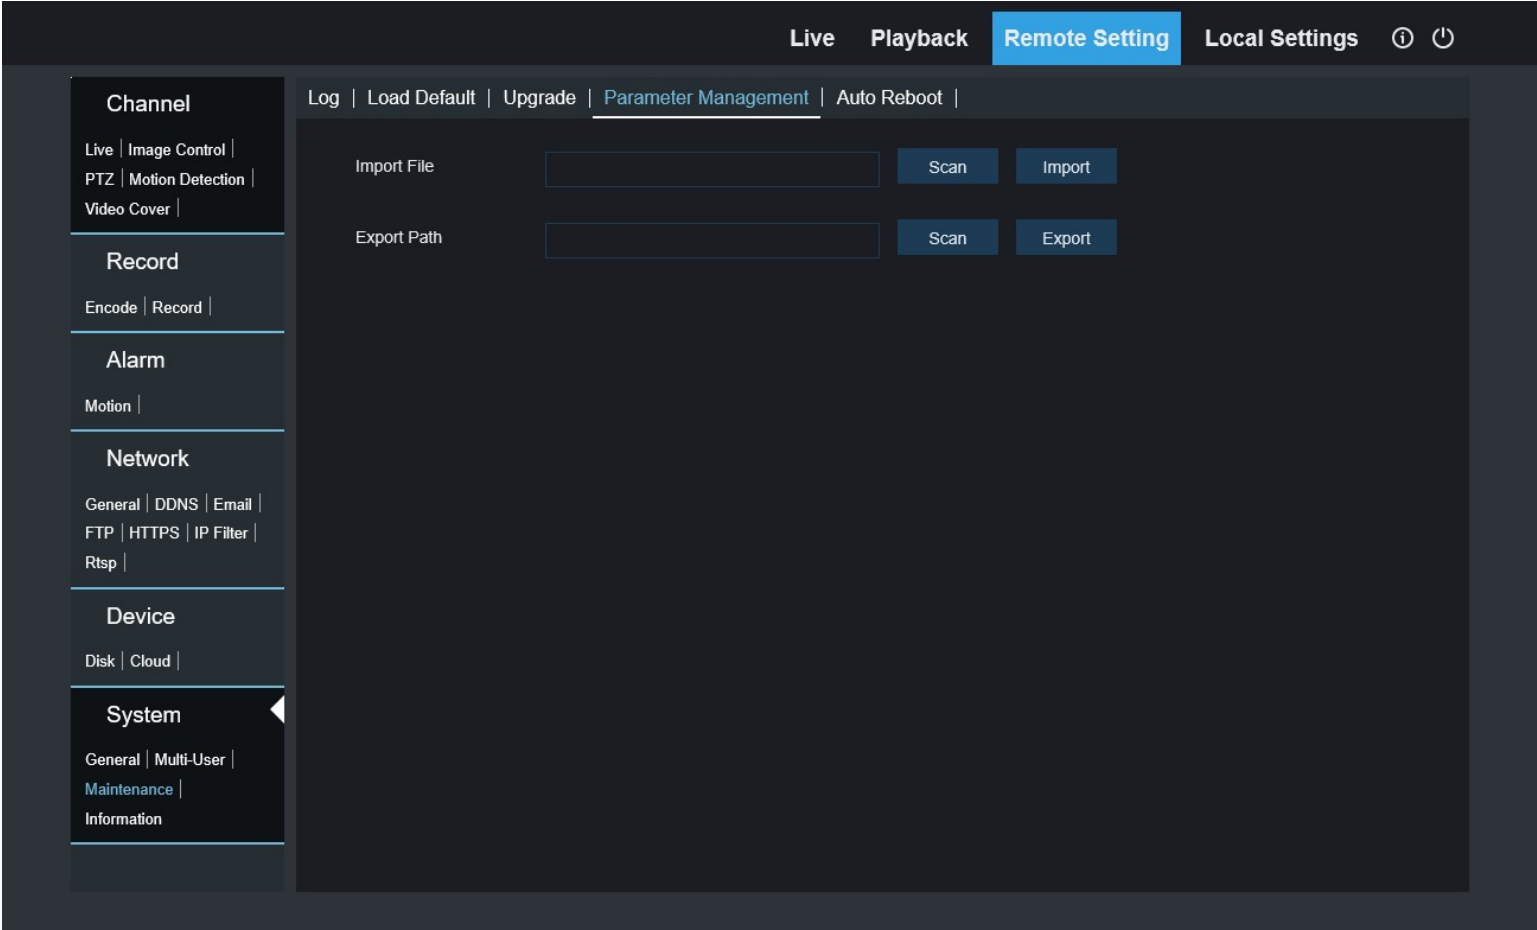 Live Playback Remote Setting Local Settings
Channel
Live | Image Control |
PTZ | Motion Detection |
Video Cover |
Record
Encode | Record |
Alarm
Motion |
Network
General | DDNS | Email |
FTP | HTTPS | IP Filter |
Rtsp |
Device
Disk | Cloud |
System
General | Multi-User |
Maintenance |
Information
Log | Load Default | Upgrade | Parameter Management | Auto Reboot |
Import File Scan Import
Export Path Scan Export